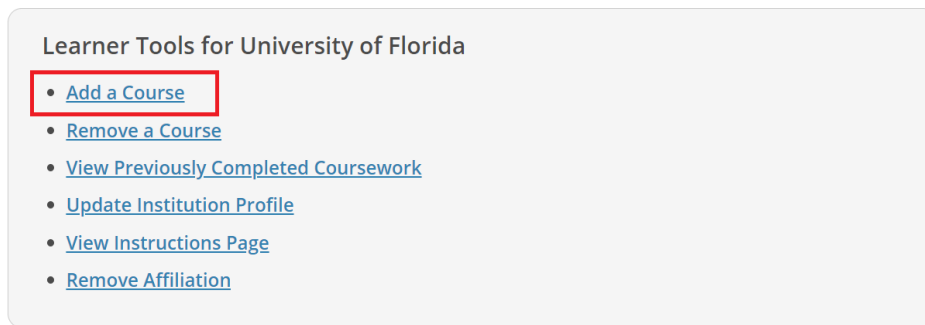 Learner Tools for University of Florida
Add a Course
Remove a Course
View Previously Completed Coursework
Update Institution Profile
View Instructions Page
Remove Affiliation